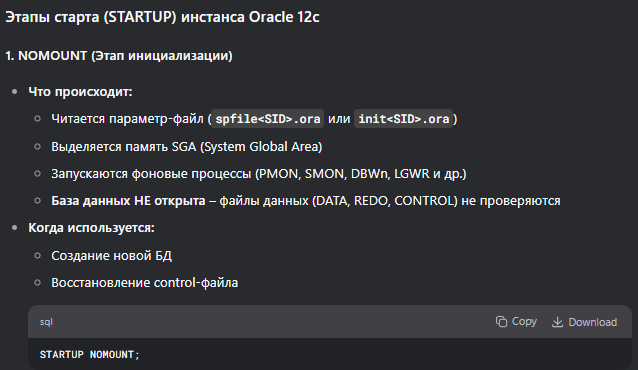 Этапы старта (STARTUP) инстанса Oracle 12c
1. NOMOUNT (Этап инициализации)
Что происходит:
Читается параметр-файл (spfile<SID>.ora или init<SID>.ora)
Выделяется память SGA (System Global Area)
Запускаются фоновые процессы (PMON, SMON, DBWn, LGWR и др.)
База данных НЕ открыта – файлы данных (DATA, REDO, CONTROL) не проверяются
Когда используется:
Создание новой БД
Восстановление control-файла
sql Copy Download
STARTUP NOMOUNT;